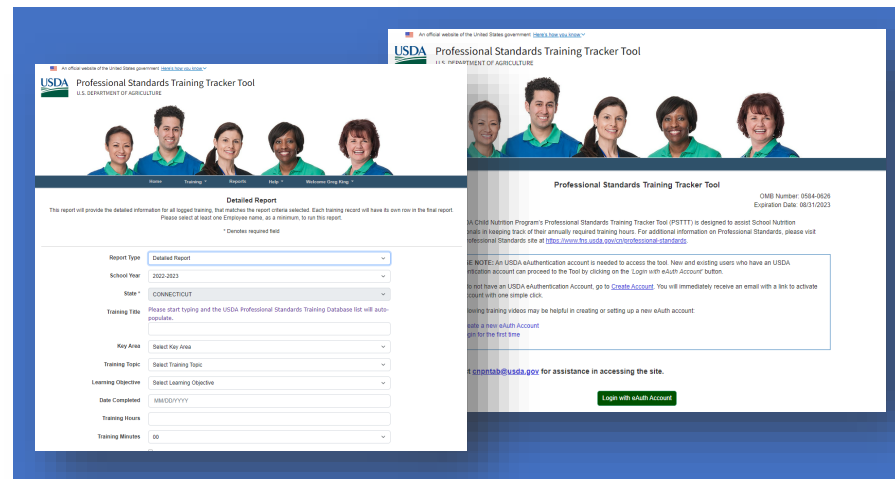 An official website of the United States government Here's how you know
USDA Professional Standards Training Tracker Tool
U.S. DEPARTMENT OF AGRICULTURE
Home Training Reports Help Welcome Greg King
Detailed Report
This report will provide the detailed information for all logged training, that matches the report criteria selected. Each training record will have its own row in the final report.
Please select at least one Employee name, as a minimum, to run this report.
* Denotes required field
Report Type Detailed Report
School Year 2022-2023
State * CONNECTICUT
Training Title Please start typing and the USDA Professional Standards Training Database list will auto-
populate.
Key Area Select Key Area
Training Topic Select Training Topic
Learning Objective Select Learning Objective
Date Completed MM/DD/YYYY
Training Hours
Training Minutes 00
An official website of the United States government Here's how you know
USDA Professional Standards Training Tracker Tool
U.S. DEPARTMENT OF AGRICULTURE
Professional Standards Training Tracker Tool
OMB Number: 0584-0626
Expiration Date: 08/31/2023
Child Nutrition Program's Professional Standards Training Tracker Tool (PSTTT) is designed to assist School Nutrition
in keeping track of their annually required training hours. For additional information on Professional Standards, please visit
Standards site at https://www.fns.usda.gov/cn/professional-standards.
NOTE: An USDA eAuthentication account is needed to access the tool. New and existing users who have an USDA
account can proceed to the Tool by clicking on the 'Login with eAuth Account' button.
not have an USDA eAuthentication Account, go to Create Account. You will immediately receive an email with a link to activate
with one simple click.
training videos may be helpful in creating or setting up a new eAuth account:
a new eAuth Account
for the first time
cnpntab@usda.gov for assistance in accessing the site.
Login with eAuth Account